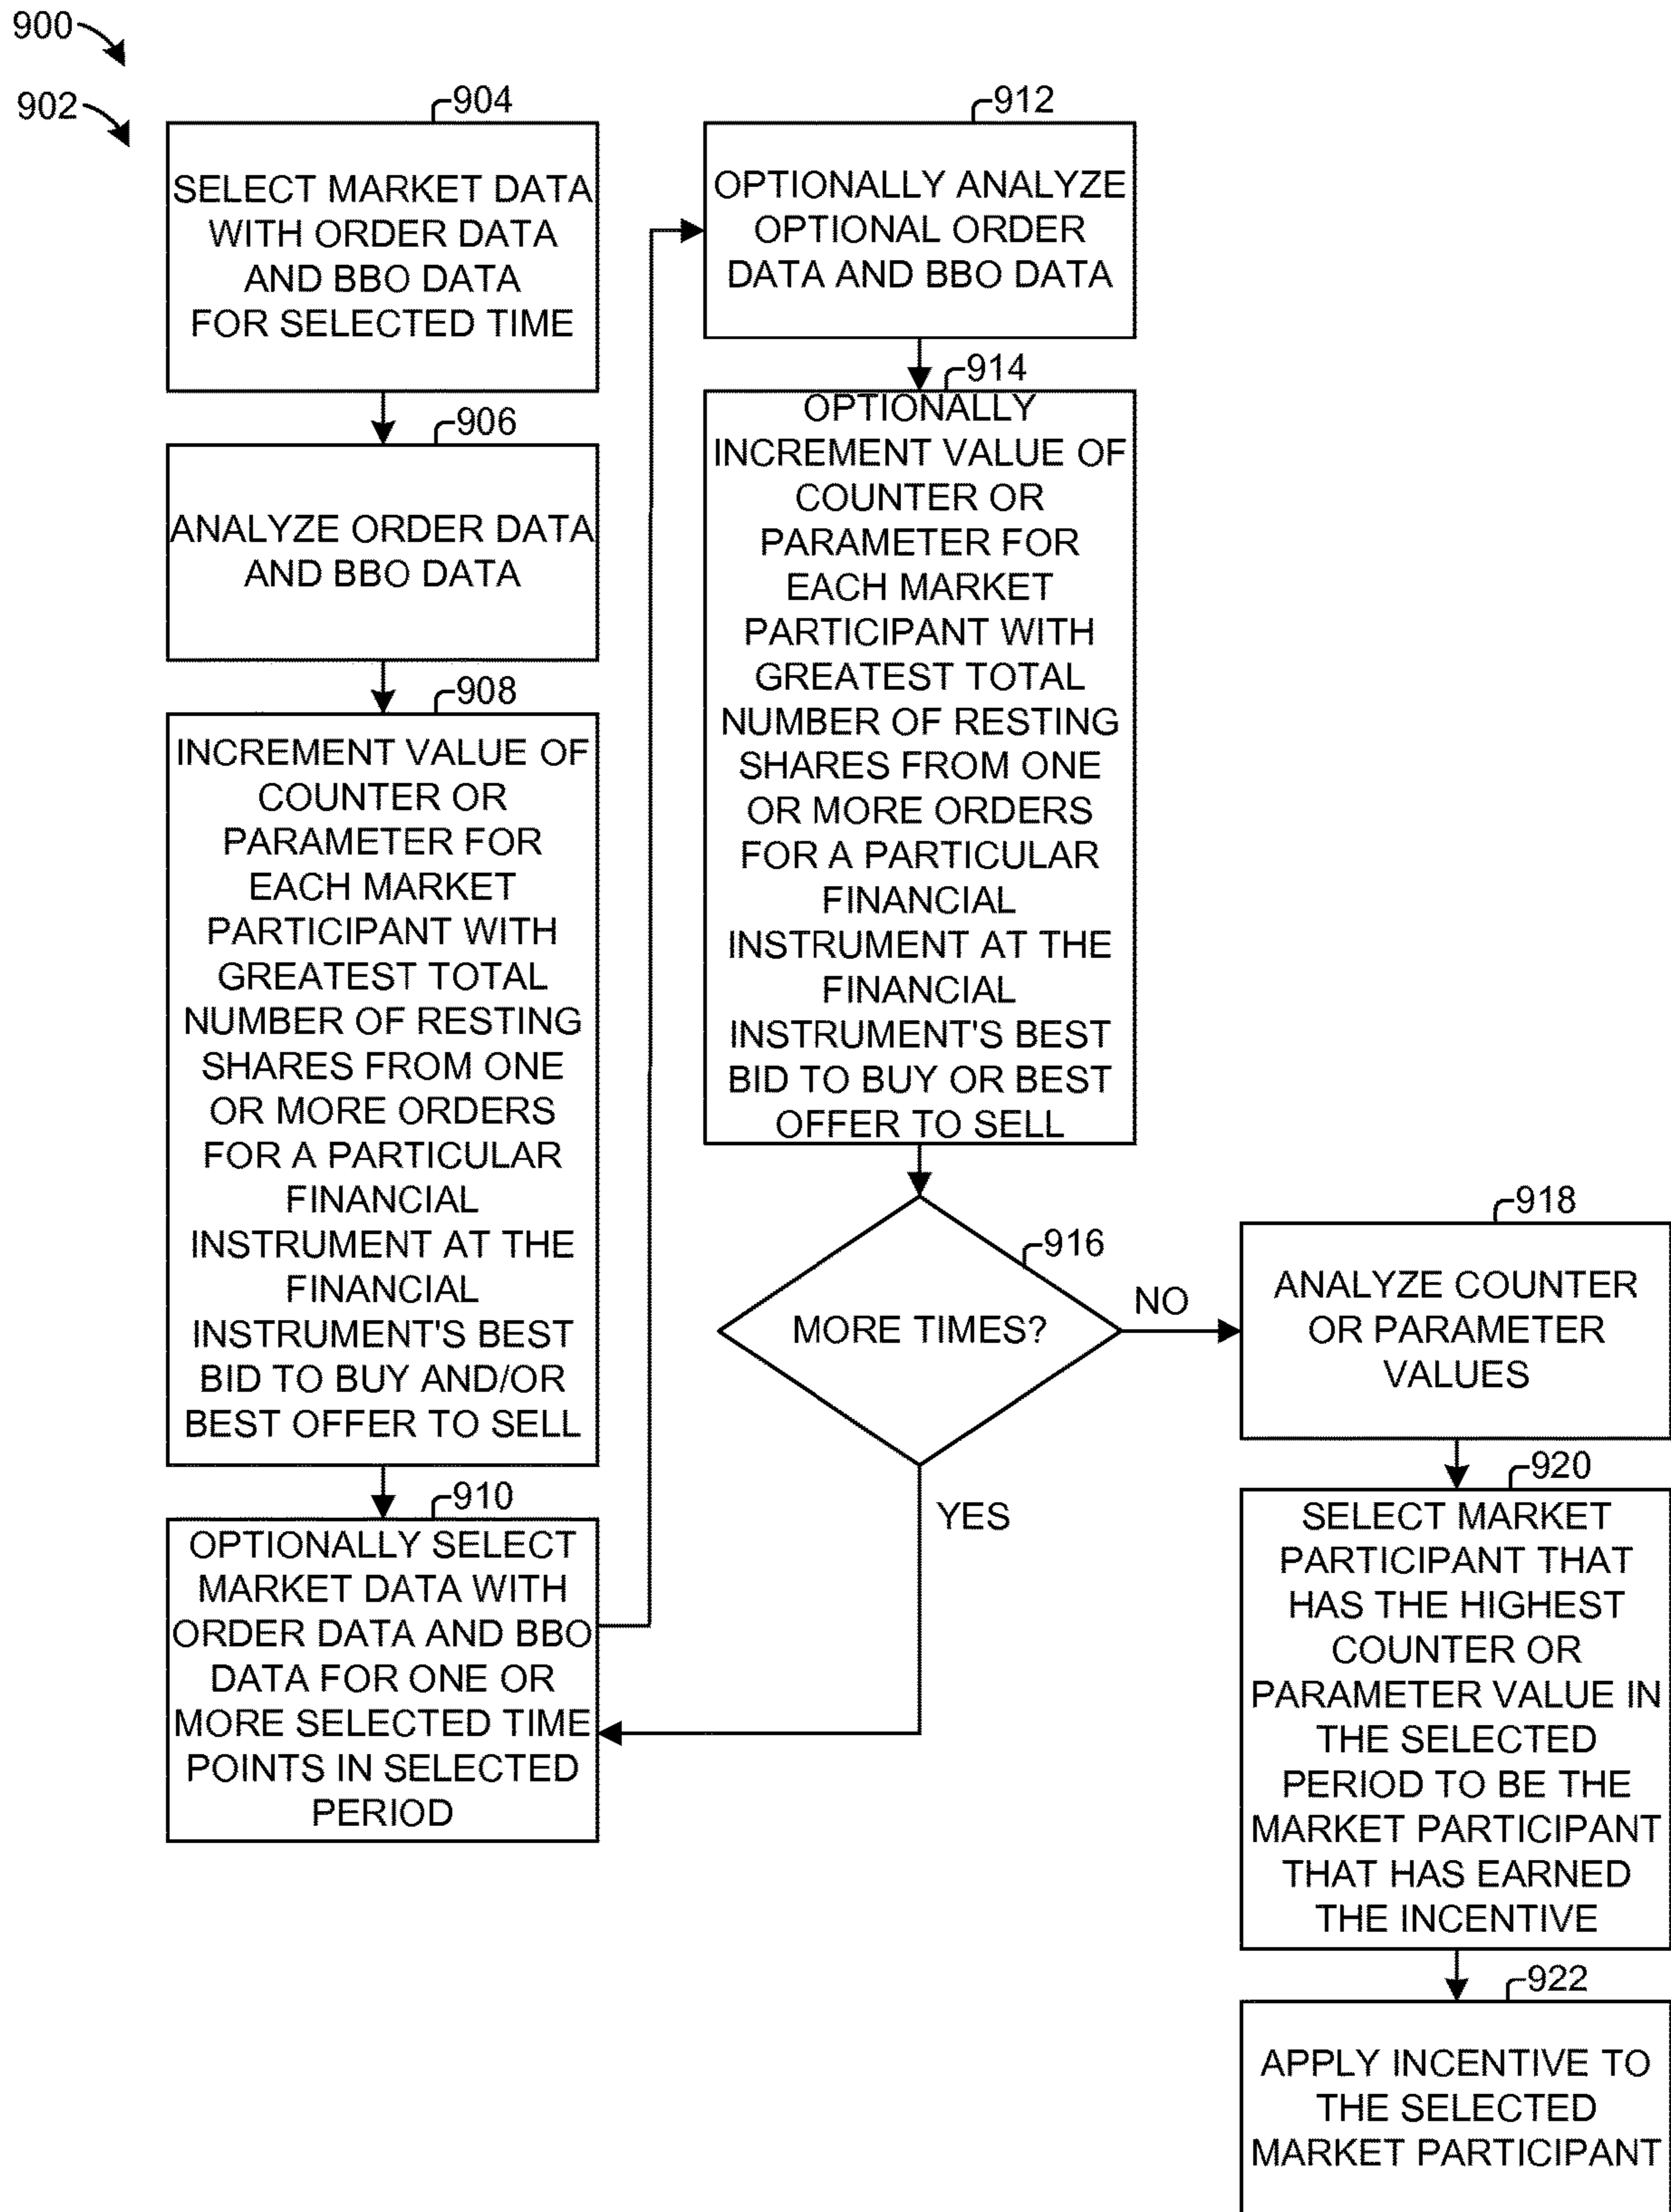 900
902
904
SELECT MARKET DATA
WITH ORDER DATA
AND BBO DATA
FOR SELECTED TIME
906
ANALYZE ORDER DATA
AND BBO DATA
908
INCREMENT VALUE OF
COUNTER OR
PARAMETER FOR
EACH MARKET
PARTICIPANT WITH
GREATEST TOTAL
NUMBER OF RESTING
SHARES FROM ONE
OR MORE ORDERS
FOR A PARTICULAR
FINANCIAL
INSTRUMENT AT THE
FINANCIAL
INSTRUMENT'S BEST
BID TO BUY AND/OR
BEST OFFER TO SELL
910
OPTIONALLY SELECT
MARKET DATA WITH
ORDER DATA AND BBO
DATA FOR ONE OR
MORE SELECTED TIME
POINTS IN SELECTED
PERIOD
912
OPTIONALLY ANALYZE
OPTIONAL ORDER
DATA AND BBO DATA
914
OPTIONALLY
INCREMENT VALUE OF
COUNTER OR
PARAMETER FOR
EACH MARKET
PARTICIPANT WITH
GREATEST TOTAL
NUMBER OF RESTING
SHARES FROM ONE
OR MORE ORDERS
FOR A PARTICULAR
FINANCIAL
INSTRUMENT AT THE
FINANCIAL
INSTRUMENT'S BEST
BID TO BUY OR BEST
OFFER TO SELL
916
MORE TIMES?
NO
YES
918
ANALYZE COUNTER
OR PARAMETER
VALUES
920
SELECT MARKET
PARTICIPANT THAT
HAS THE HIGHEST
COUNTER OR
PARAMETER VALUE IN
THE SELECTED
PERIOD TO BE THE
MARKET PARTICIPANT
THAT HAS EARNED
THE INCENTIVE
922
APPLY INCENTIVE TO
THE SELECTED
MARKET PARTICIPANT